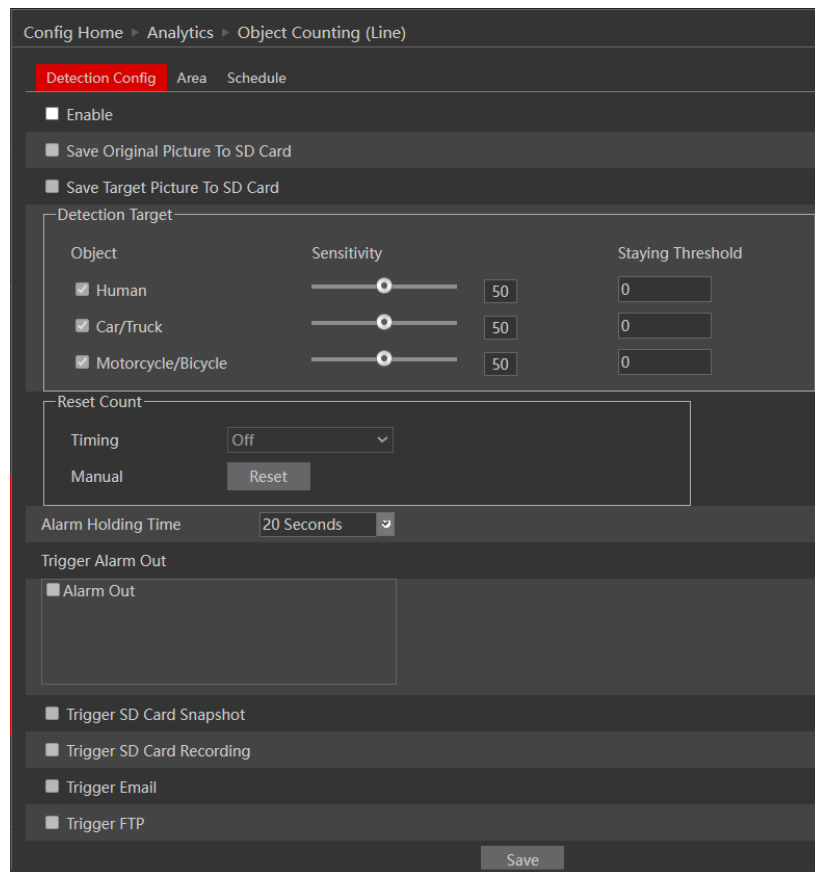 Config Home ▶ Analytics ▶ Object Counting (Line)
Detection Config Area Schedule
Enable
Save Original Picture To SD Card
Save Target Picture To SD Card
Detection Target
Object Sensitivity Staying Threshold
Human 50 0
Car/Truck 50 0
Motorcycle/Bicycle 50 0
Reset Count
Timing Off
Manual Reset
Alarm Holding Time 20 Seconds
Trigger Alarm Out
Alarm Out
Trigger SD Card Snapshot
Trigger SD Card Recording
Trigger Email
Trigger FTP
Save